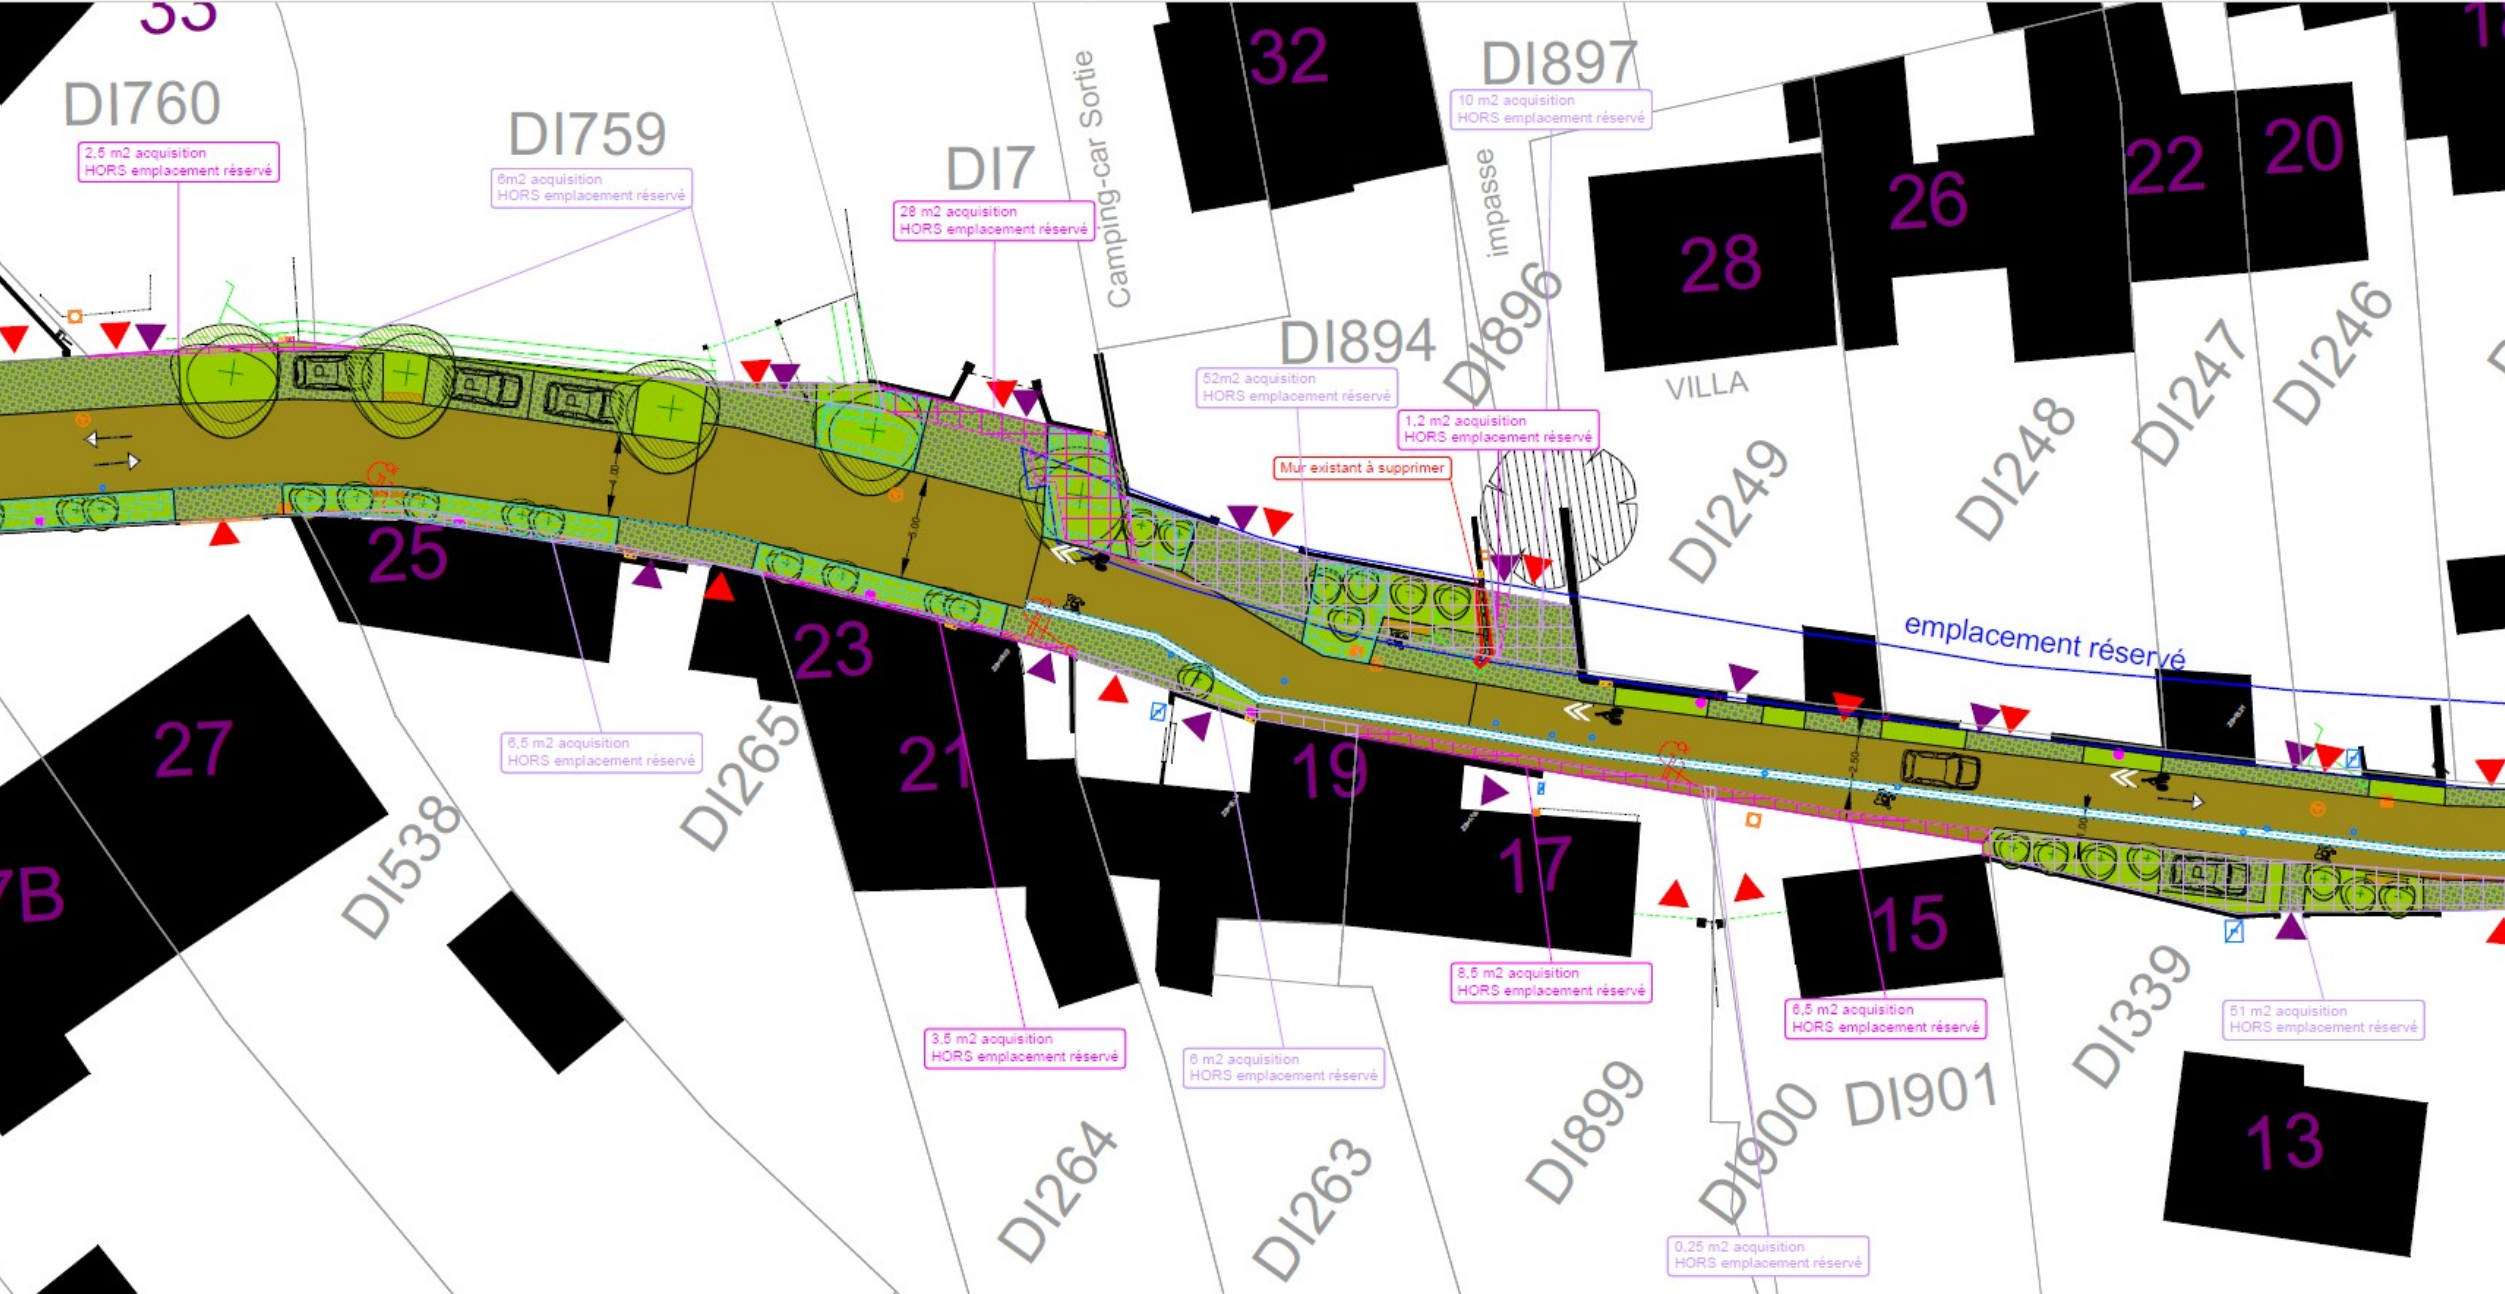 33
32
DI897
DI760
2,5 m2 acquisition
HORS emplacement réservé
DI759
6m2 acquisition
HORS emplacement réservé
DI7
28 m2 acquisition
HORS emplacement réservé
Camping-car Sortie
10 m2 acquisition
HORS emplacement réservé
impasse
28
26
22
20
DI894
DI896
52m2 acquisition
HORS emplacement réservé
1,2 m2 acquisition
HORS emplacement réservé
Mur existant à supprimer
VILLA
DI249
DI248
DI247
DI246
emplacement réservé
P
P
P
4.00
5.00
2.50
25
23
27
21
19
17
15
13
7B
6,5 m2 acquisition
HORS emplacement réservé
DI538
DI265
3,5 m2 acquisition
HORS emplacement réservé
6 m2 acquisition
HORS emplacement réservé
8,5 m2 acquisition
HORS emplacement réservé
6,5 m2 acquisition
HORS emplacement réservé
51 m2 acquisition
HORS emplacement réservé
DI264
DI263
DI899
DI900
DI901
DI339
0,25 m2 acquisition
HORS emplacement réservé